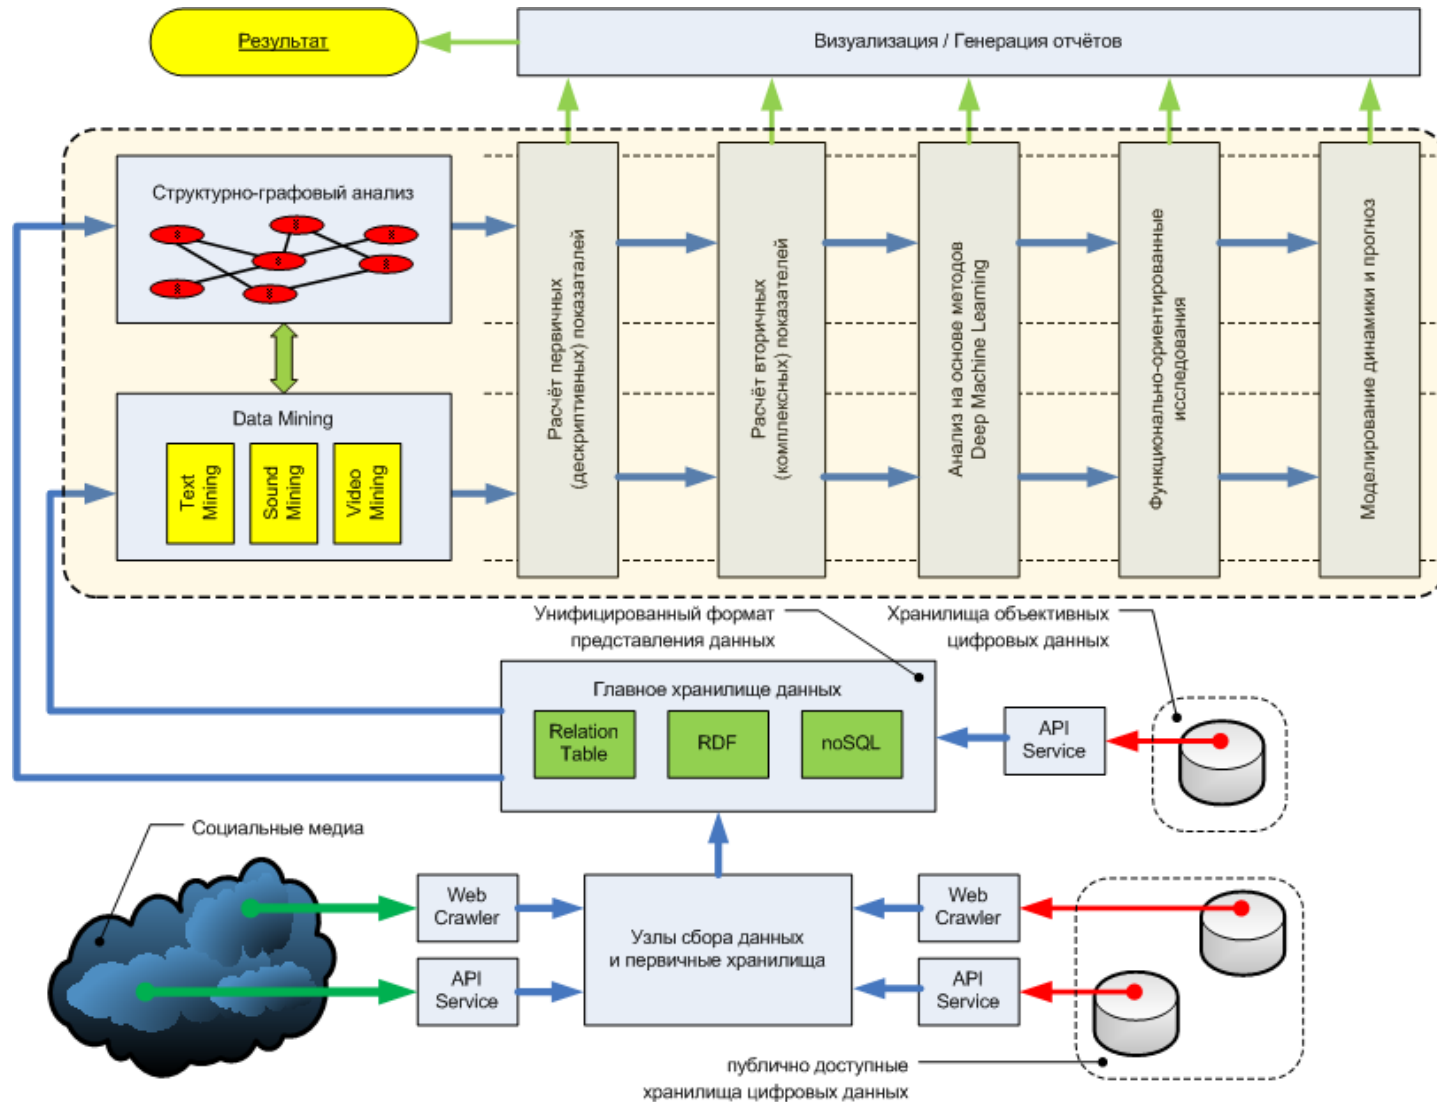 Результат
Визуализация / Генерация отчётов
Структурно-графовый анализ
Data Mining
Text
Mining
Sound
Mining
Video
Mining
Расчёт первичных
(дескриптивных) показаталей
Расчёт вторичных
(комплексных) показателей
Анализ на основе методов
Deep Machine Learning
Функционально-ориентированные
исследования
Моделирование динамики и прогноз
Унифицированный формат
представления данных
Хранилища объективных
цифровых данных
Главное хранилище данных
Relation
Table
RDF
noSQL
API
Service
Социальные медиа
Web
Crawler
API
Service
Узлы сбора данных
и первичные хранилища
Web
Crawler
API
Service
публично доступные
хранилища цифровых данных